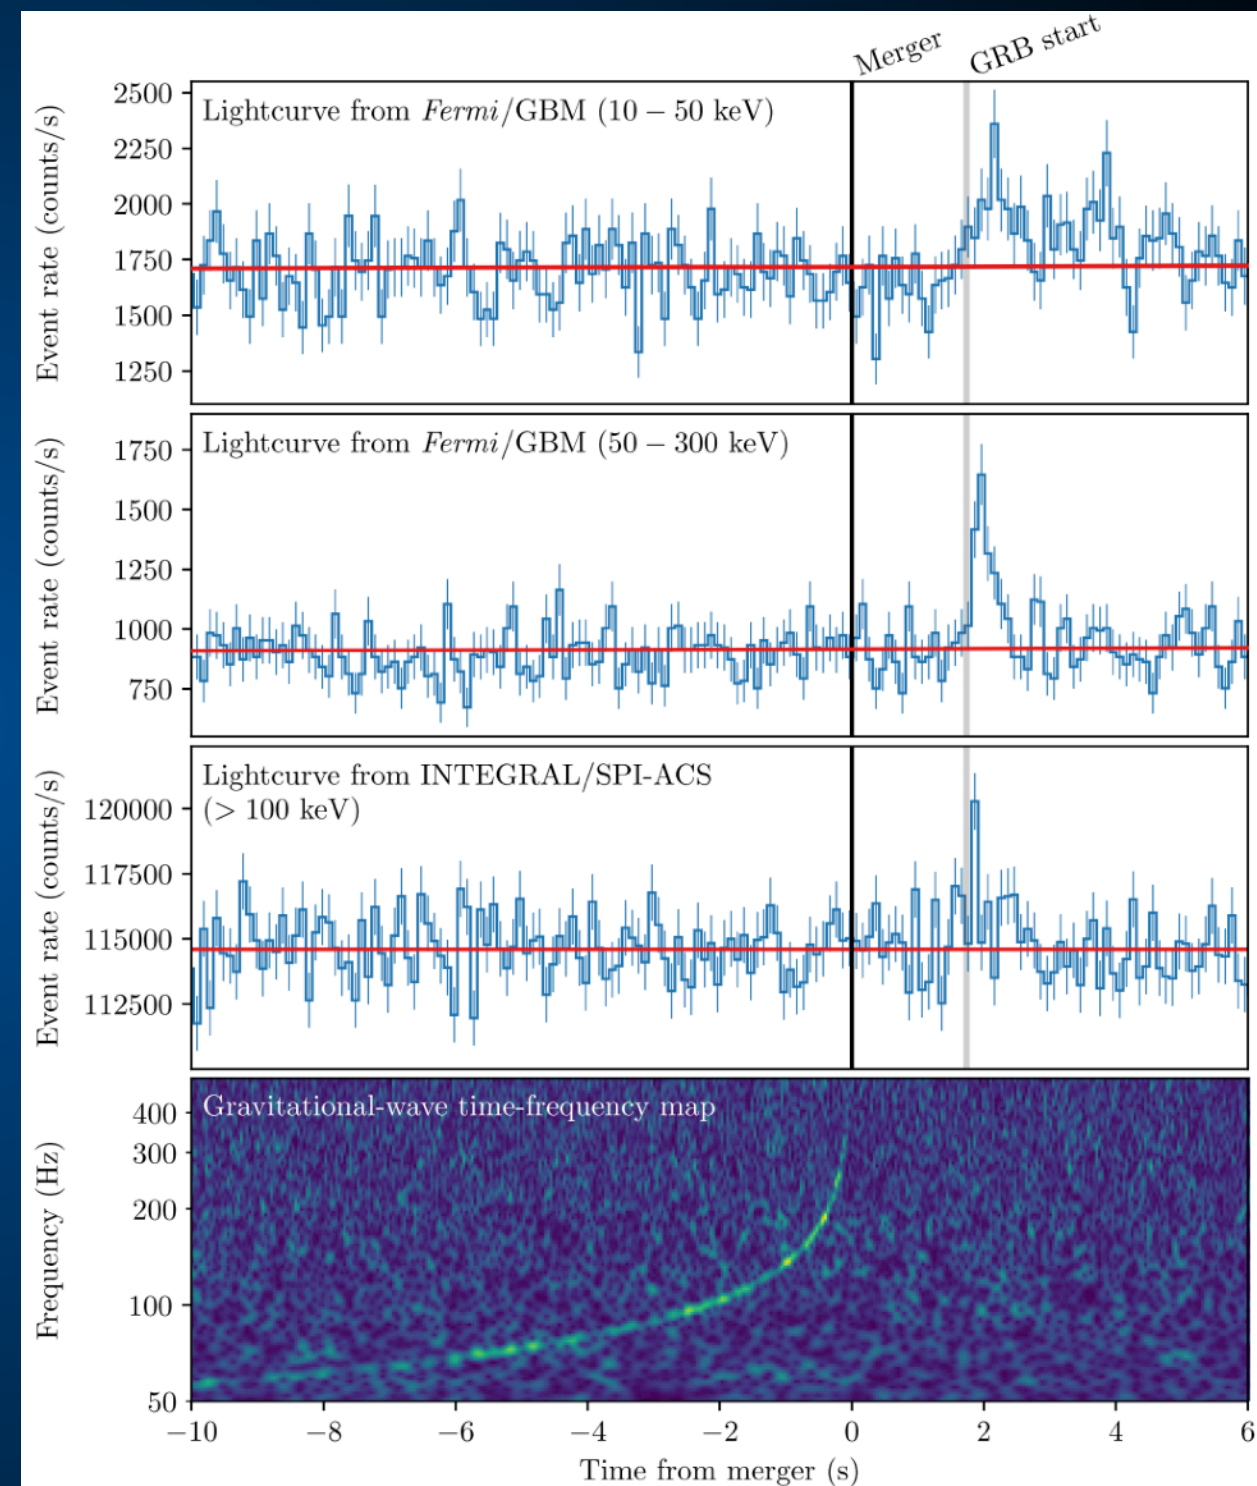 Merger
GRB start
Lightcurve from Fermi/GBM (10 – 50 keV)
Event rate (counts/s)
2500
2250
2000
1750
1500
1250
Lightcurve from Fermi/GBM (50 – 300 keV)
Event rate (counts/s)
1750
1500
1250
1000
750
Lightcurve from INTEGRAL/SPI-ACS
(> 100 keV)
Event rate (counts/s)
120000
117500
115000
112500
Gravitational-wave time-frequency map
Frequency (Hz)
400
300
200
100
50
−10 −8 −6 −4 −2 0 2 4 6
Time from merger (s)